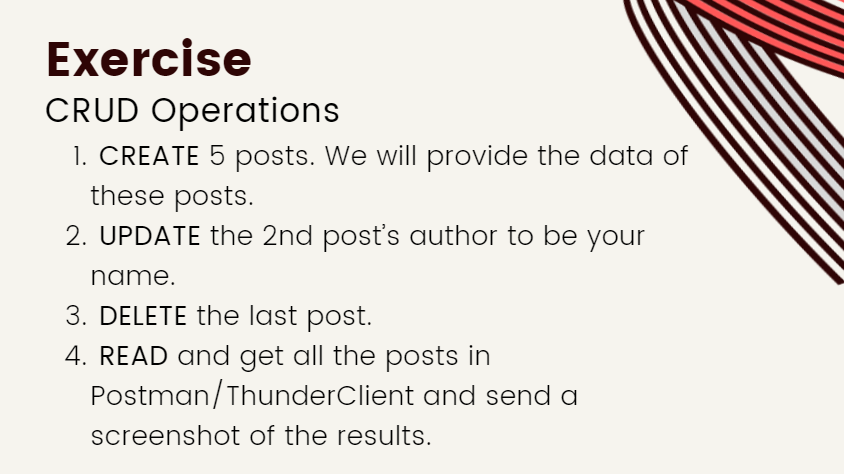 Exercise
CRUD Operations
1. CREATE 5 posts. We will provide the data of
these posts.
2. UPDATE the 2nd post’s author to be your
name.
3. DELETE the last post.
4. READ and get all the posts in
Postman/ThunderClient and send a
screenshot of the results.